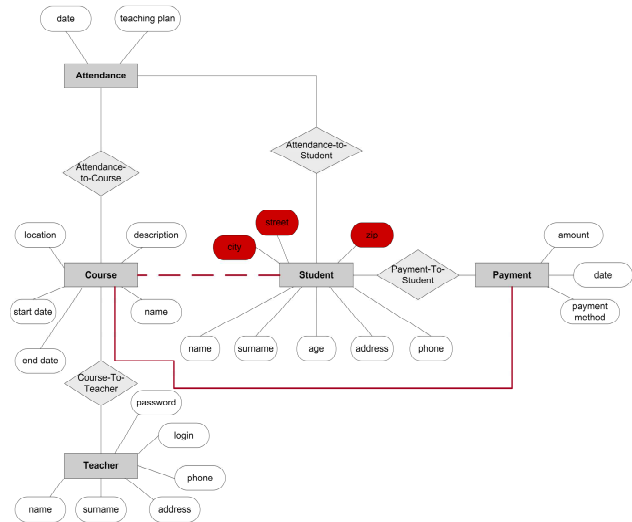 date
teaching plan
Attendance
Attendance-
to-Course
Attendance-to-
Student
location
description
street
city
zip
Course
Student
Payment-To-
Student
Payment
amount
date
payment
method
start date
name
end date
name
surname
age
address
phone
Course-To-
Teacher
password
login
Teacher
phone
name
surname
address